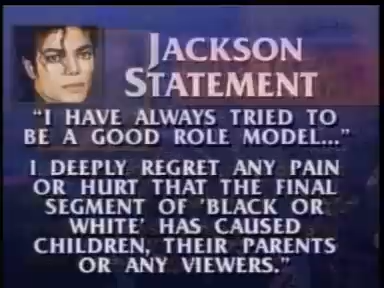 JACKSON
STATEMENT
"I HAVE ALWAYS TRIED TO
BE A GOOD ROLE MODEL..."
I DEEPLY REGRET ANY PAIN
OR HURT THAT THE FINAL
SEGMENT OF 'BLACK OR
WHITE' HAS CAUSED
CHILDREN, THEIR PARENTS
OR ANY VIEWERS."